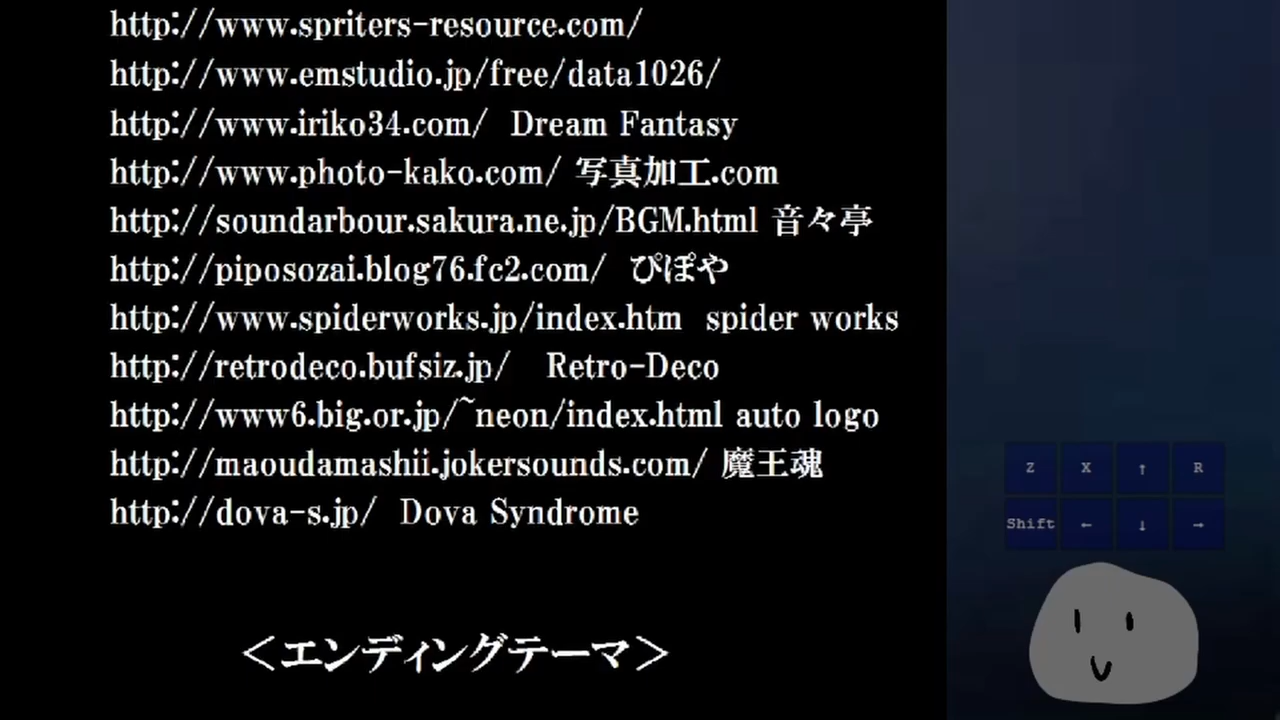 http://www.spriters-resource.com/
http://www.emstudio.jp/free/data1026/
http://www.iriko34.com/ Dream Fantasy
http://www.photo-kako.com/ 写真加工.com
http://soundarbour.sakura.ne.jp/BGM.html 音々亭
http://piposozai.blog76.fc2.com/ ぴぽや
http://www.spiderworks.jp/index.htm spider works
http://retrodeco.bufsiz.jp/ Retro-Deco
http://www6.big.or.jp/~neon/index.html auto logo
http://maoudamashii.jokersounds.com/ 魔王魂
http://dova-s.jp/ Dova Syndrome
＜エンディングテーマ＞
Z X ↑ R
Shift ← ↓ →